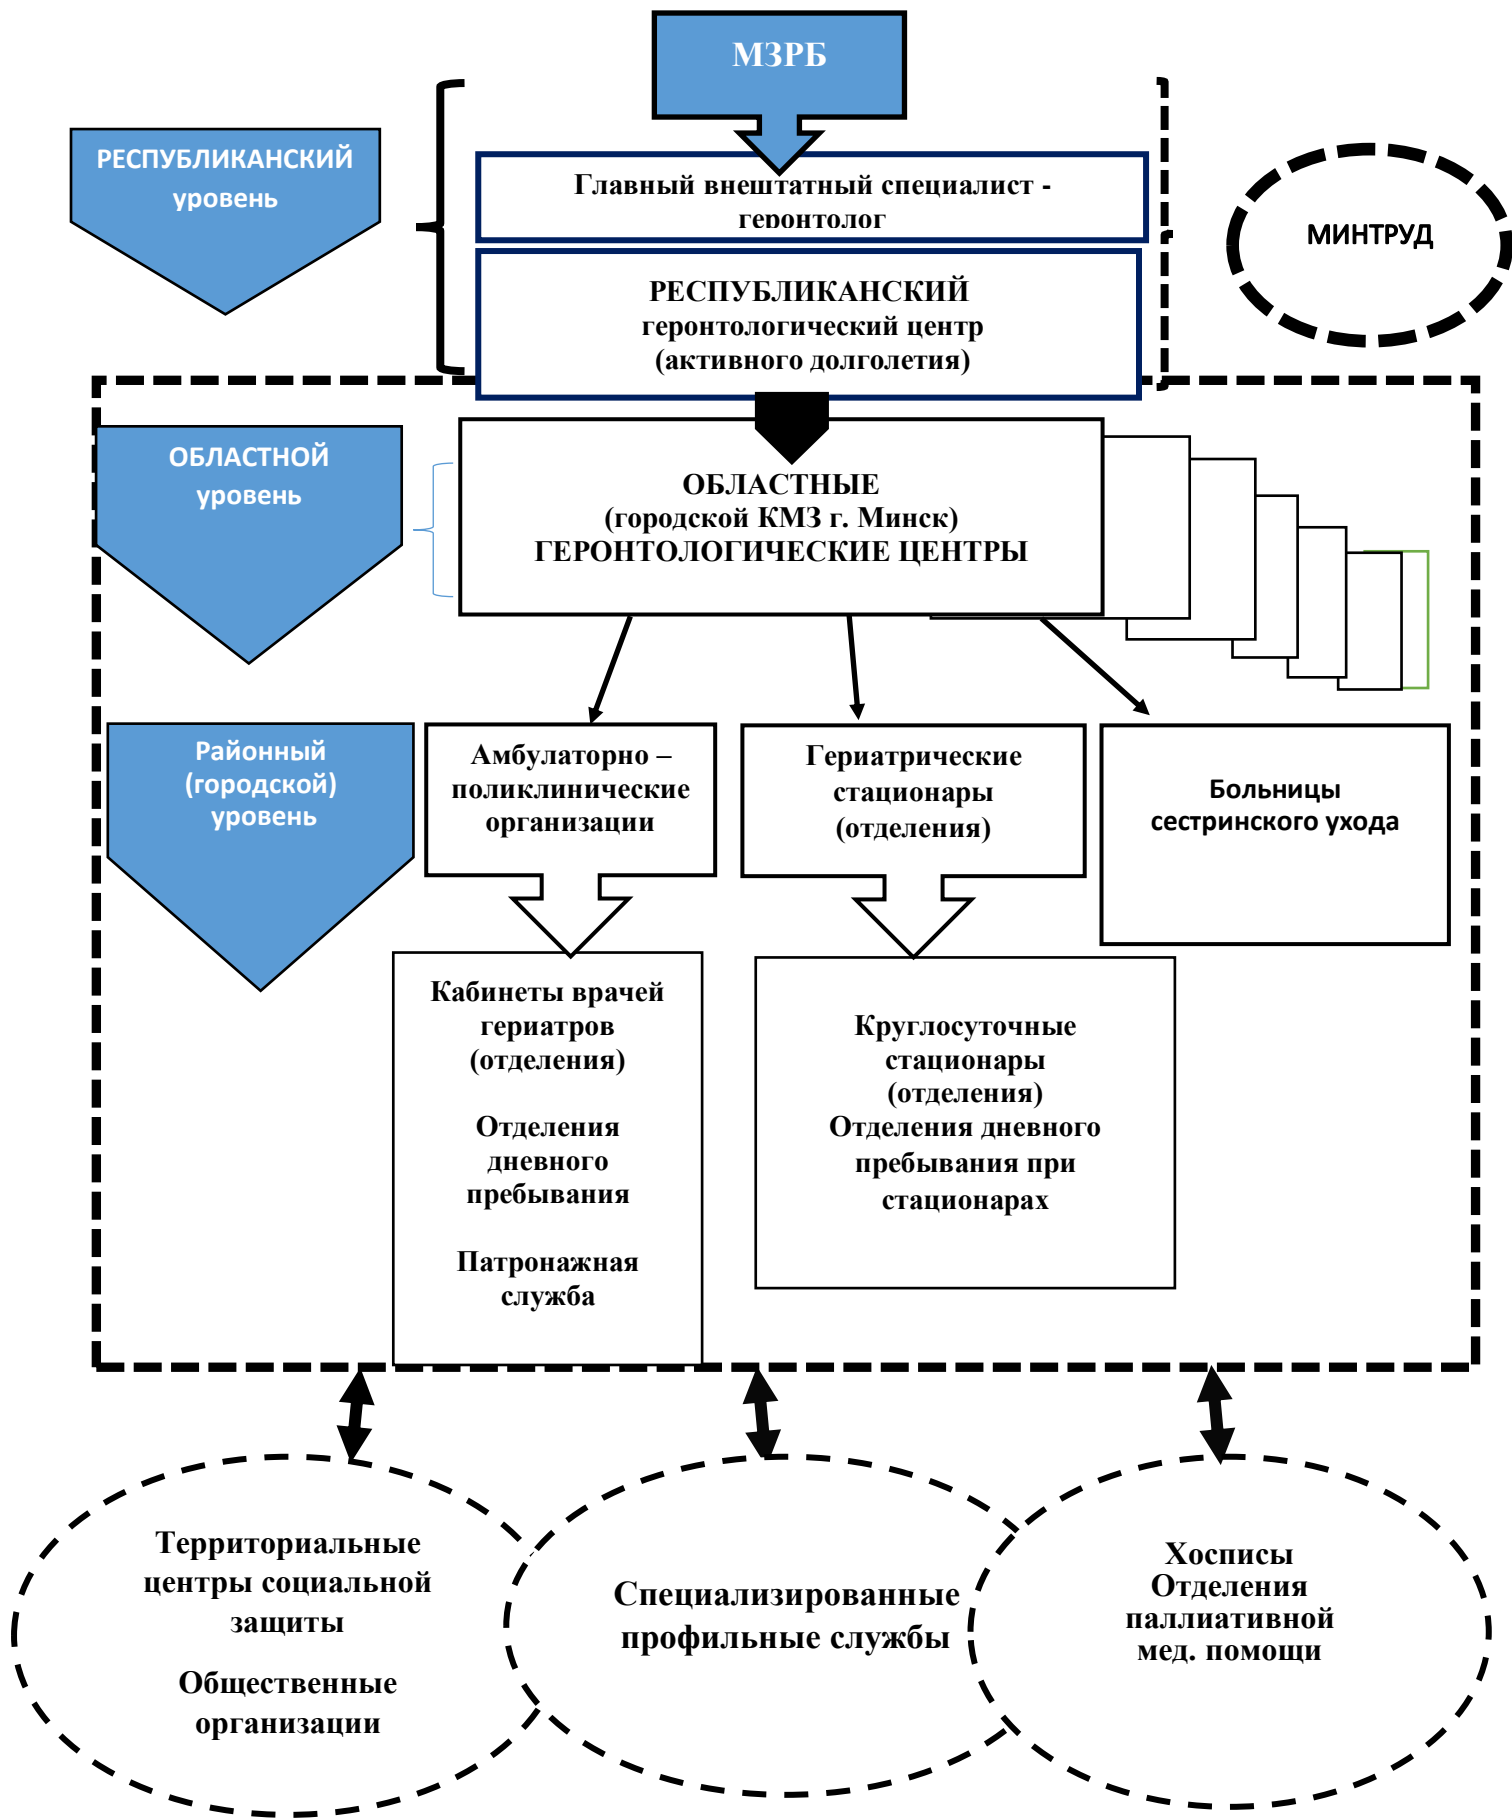 МЗРБ
РЕСПУБЛИКАНСКИЙ
уровень
Главный внештатный специалист -
геронтолог
МИНТРУД
РЕСПУБЛИКАНСКИЙ
геронтологический центр
(активного долголетия)
ОБЛАСТНОЙ
уровень
ОБЛАСТНЫЕ
(городской КМЗ г. Минск)
ГЕРОНТОЛОГИЧЕСКИЕ ЦЕНТРЫ
Районный
(городской)
уровень
Амбулаторно –
поликлинические
организации
Гериатрические
стационары
(отделения)
Больницы
сестринского ухода
Кабинеты врачей
гериатров
(отделения)
Отделения
дневного
пребывания
Патронажная
служба
Круглосуточные
стационары
(отделения)
Отделения дневного
пребывания при
стационарах
Территориальные
центры социальной
защиты
Общественные
организации
Специализированные
профильные службы
Хосписы
Отделения
паллиативной
мед. помощи